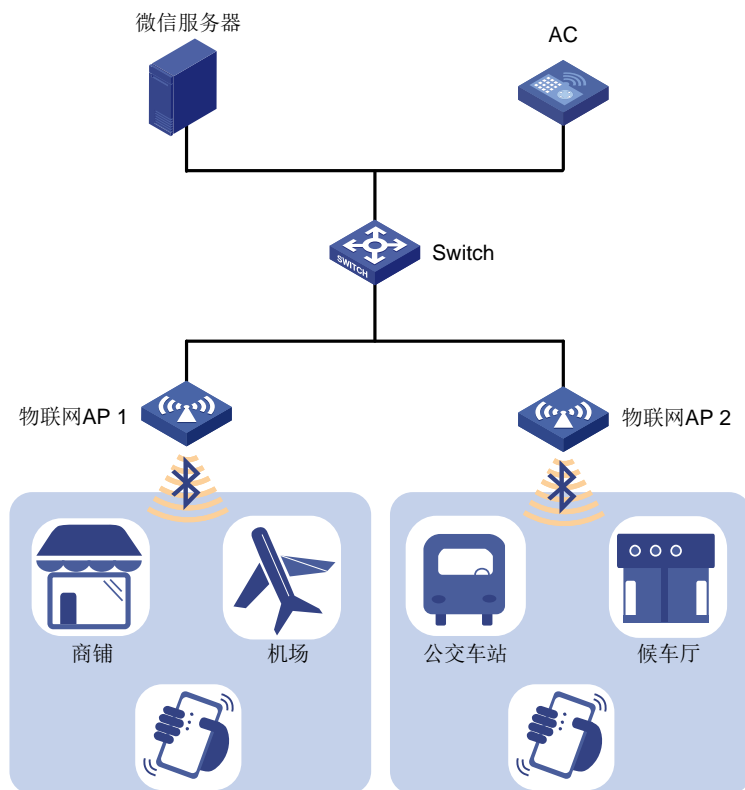 微信服务器
AC
SWITCH
Switch
物联网AP 1
物联网AP 2
商铺
机场
公交车站
候车厅